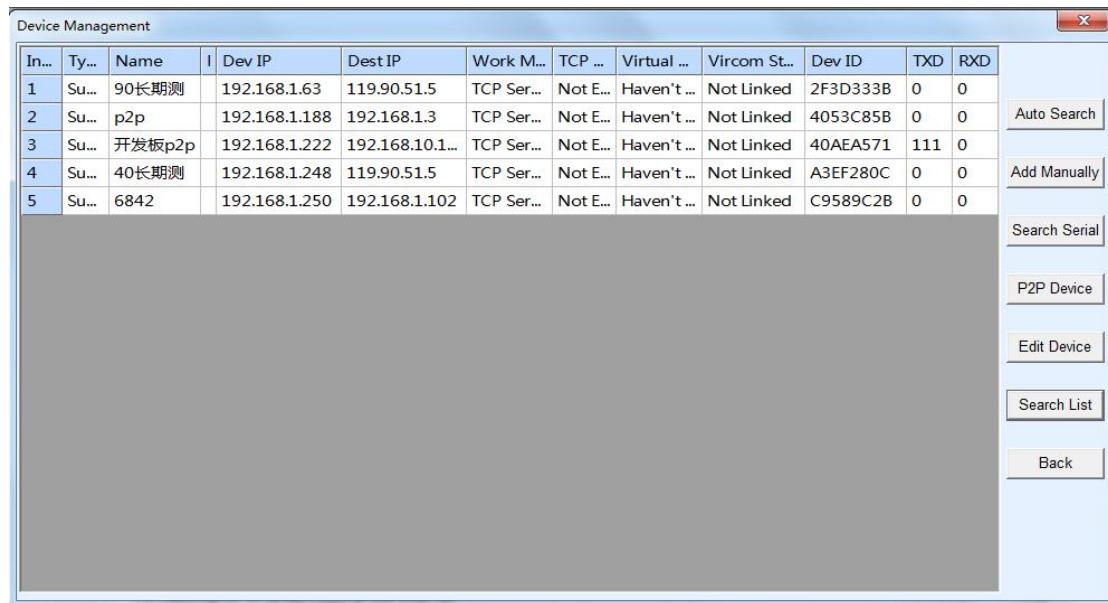 Device Management
In... Ty... Name I Dev IP Dest IP Work M... TCP ... Virtual ... Vircom St... Dev ID TXD RXD
1 Su... 90长期测 192.168.1.63 119.90.51.5 TCP Ser... Not E... Haven't ... Not Linked 2F3D333B 0 0
2 Su... p2p 192.168.1.188 192.168.1.3 TCP Ser... Not E... Haven't ... Not Linked 4053C85B 0 0
3 Su... 开发板p2p 192.168.1.222 192.168.10.1... TCP Ser... Not E... Haven't ... Not Linked 40AEA571 111 0
4 Su... 40长期测 192.168.1.248 119.90.51.5 TCP Ser... Not E... Haven't ... Not Linked A3EF280C 0 0
5 Su... 6842 192.168.1.250 192.168.1.102 TCP Ser... Not E... Haven't ... Not Linked C9589C2B 0 0
Auto Search
Add Manually
Search Serial
P2P Device
Edit Device
Search List
Back